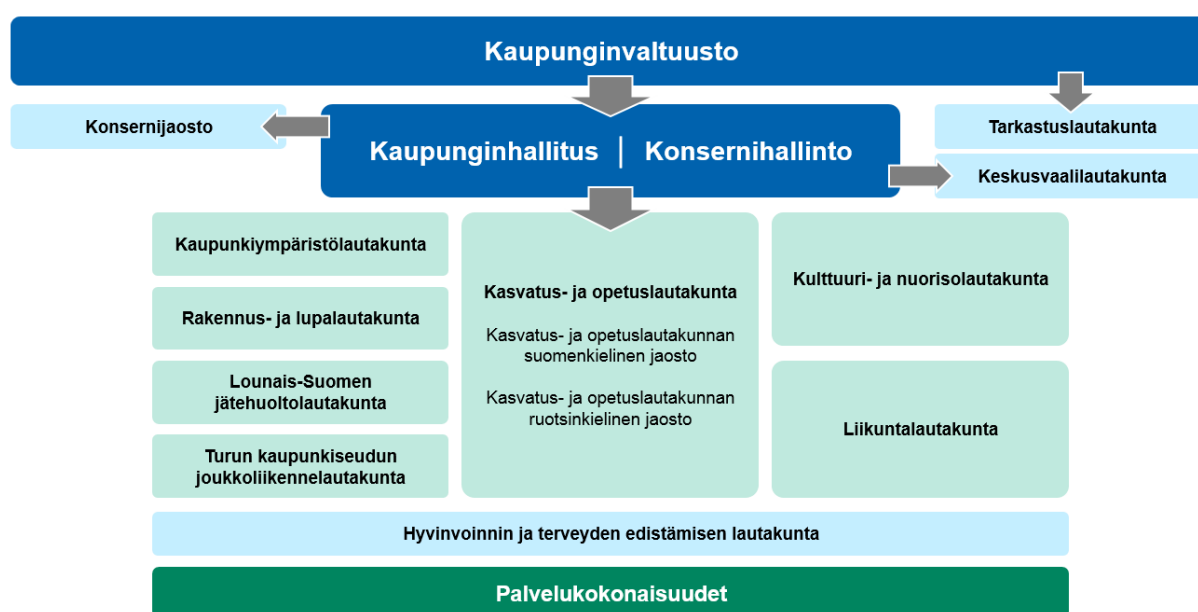 Kaupunginvaltuusto
Konsernijaosto
Kaupunginhallitus | Konsernihallinto
Tarkastuslautakunta
Keskusvaalilautakunta
Kaupunkiympäristölautakunta
Rakennus- ja lupalautakunta
Lounais-Suomen
jätehuoltolautakunta
Turun kaupunkiseudun
joukkoliikennelautakunta
Kasvatus- ja opetuslautakunta
Kasvatus- ja opetuslautakunnan
suomenkielinen jaosto
Kasvatus- ja opetuslautakunnan
ruotsinkielinen jaosto
Kulttuuri- ja nuorisolautakunta
Liikuntalautakunta
Hyvinvoinnin ja terveyden edistämisen lautakunta
Palvelukokonaisuudet